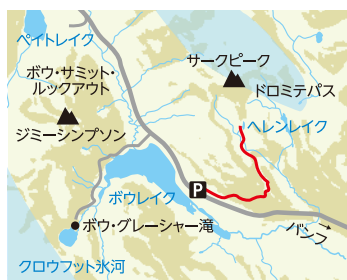 ペイトレイク
ボウ・サミット・
ルックアウト
サークピーク
ドロミテパス
ジミーシンプソン
ヘレンレイク
ボウレイク
P
ボウ・グレーシャー滝
バンフ
クロウフット氷河